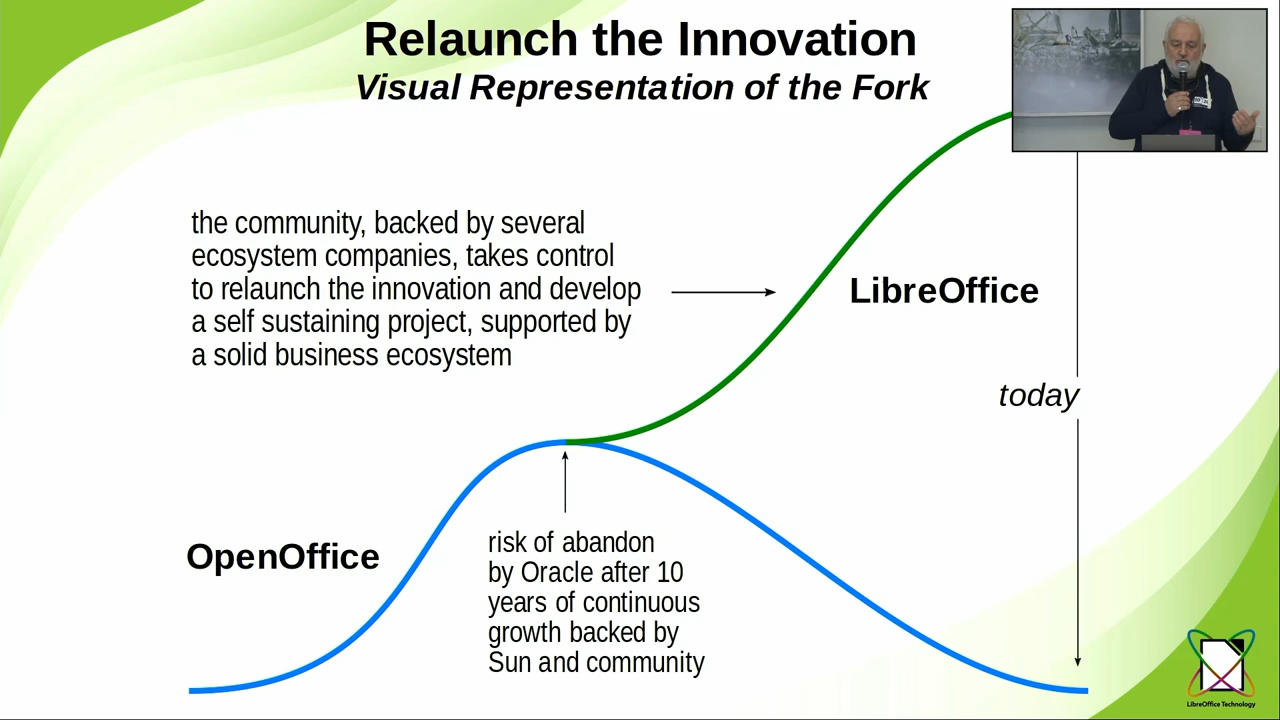 Relaunch the Innovation
Visual Representation of the Fork
the community, backed by several
ecosystem companies, takes control
to relaunch the innovation and develop
a self sustaining project, supported by
a solid business ecosystem
LibreOffice
today
OpenOffice
risk of abandon
by Oracle after 10
years of continuous
growth backed by
Sun and community
LibreOffice Technology